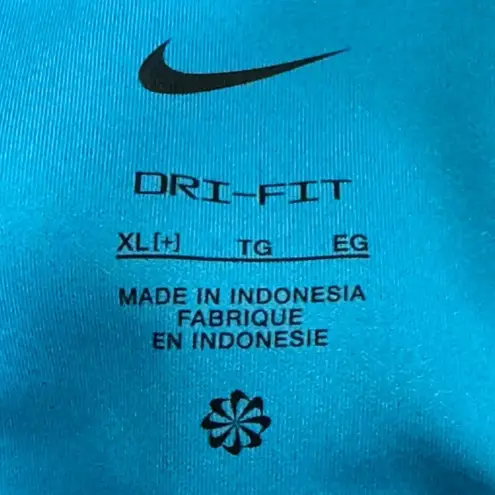 DRI-FIT
XL[+] TG EG
MADE IN INDONESIA
FABRIQUE
EN INDONESIE